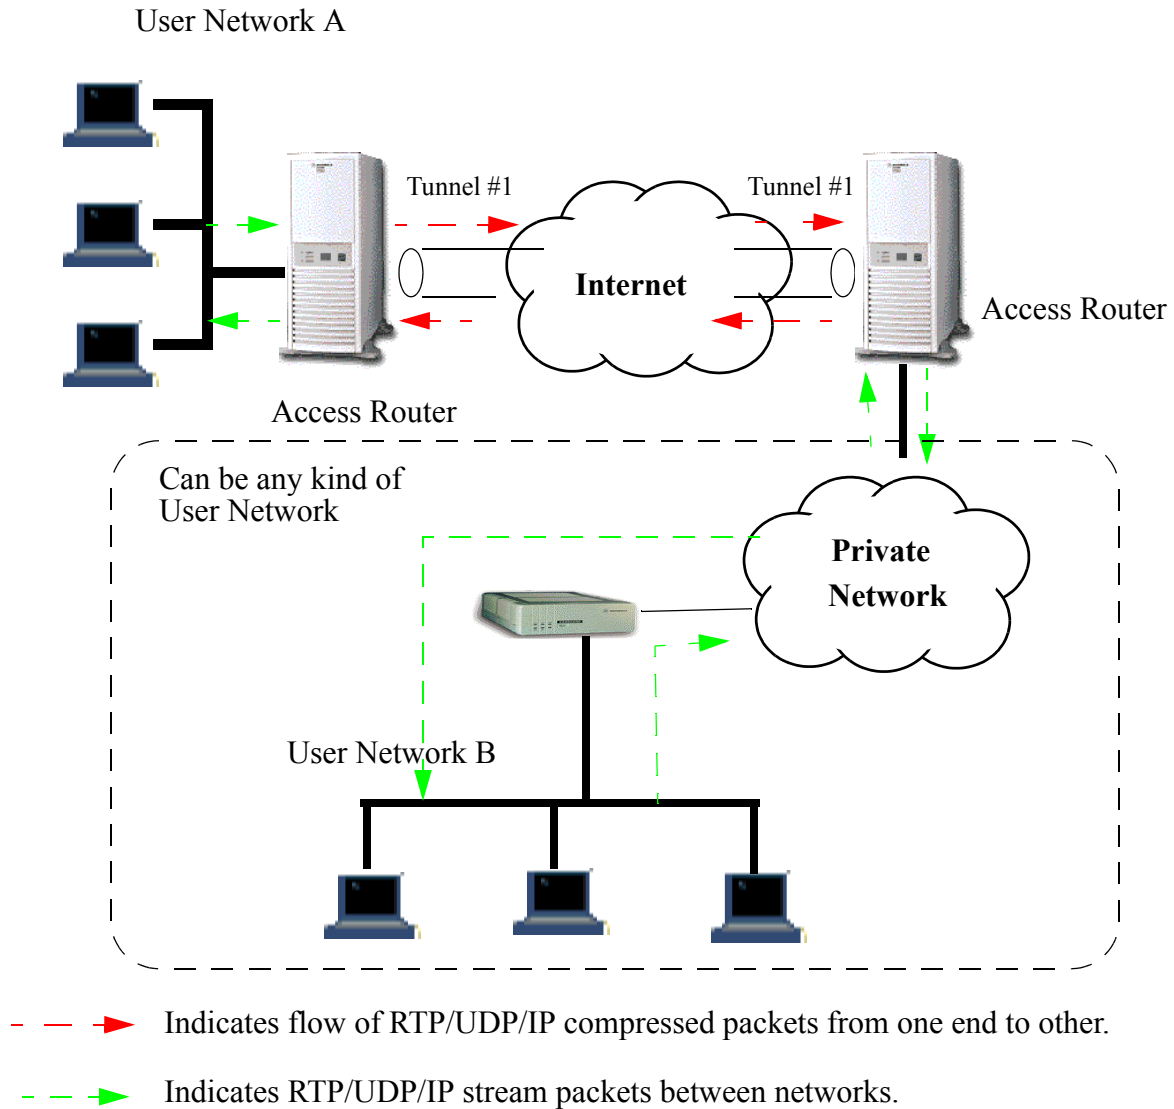 User Network A
Tunnel #1
Tunnel #1
Internet
Access Router
Access Router
Can be any kind of
User Network
Private
Network
User Network B
Indicates flow of RTP/UDP/IP compressed packets from one end to other.
Indicates RTP/UDP/IP stream packets between networks.